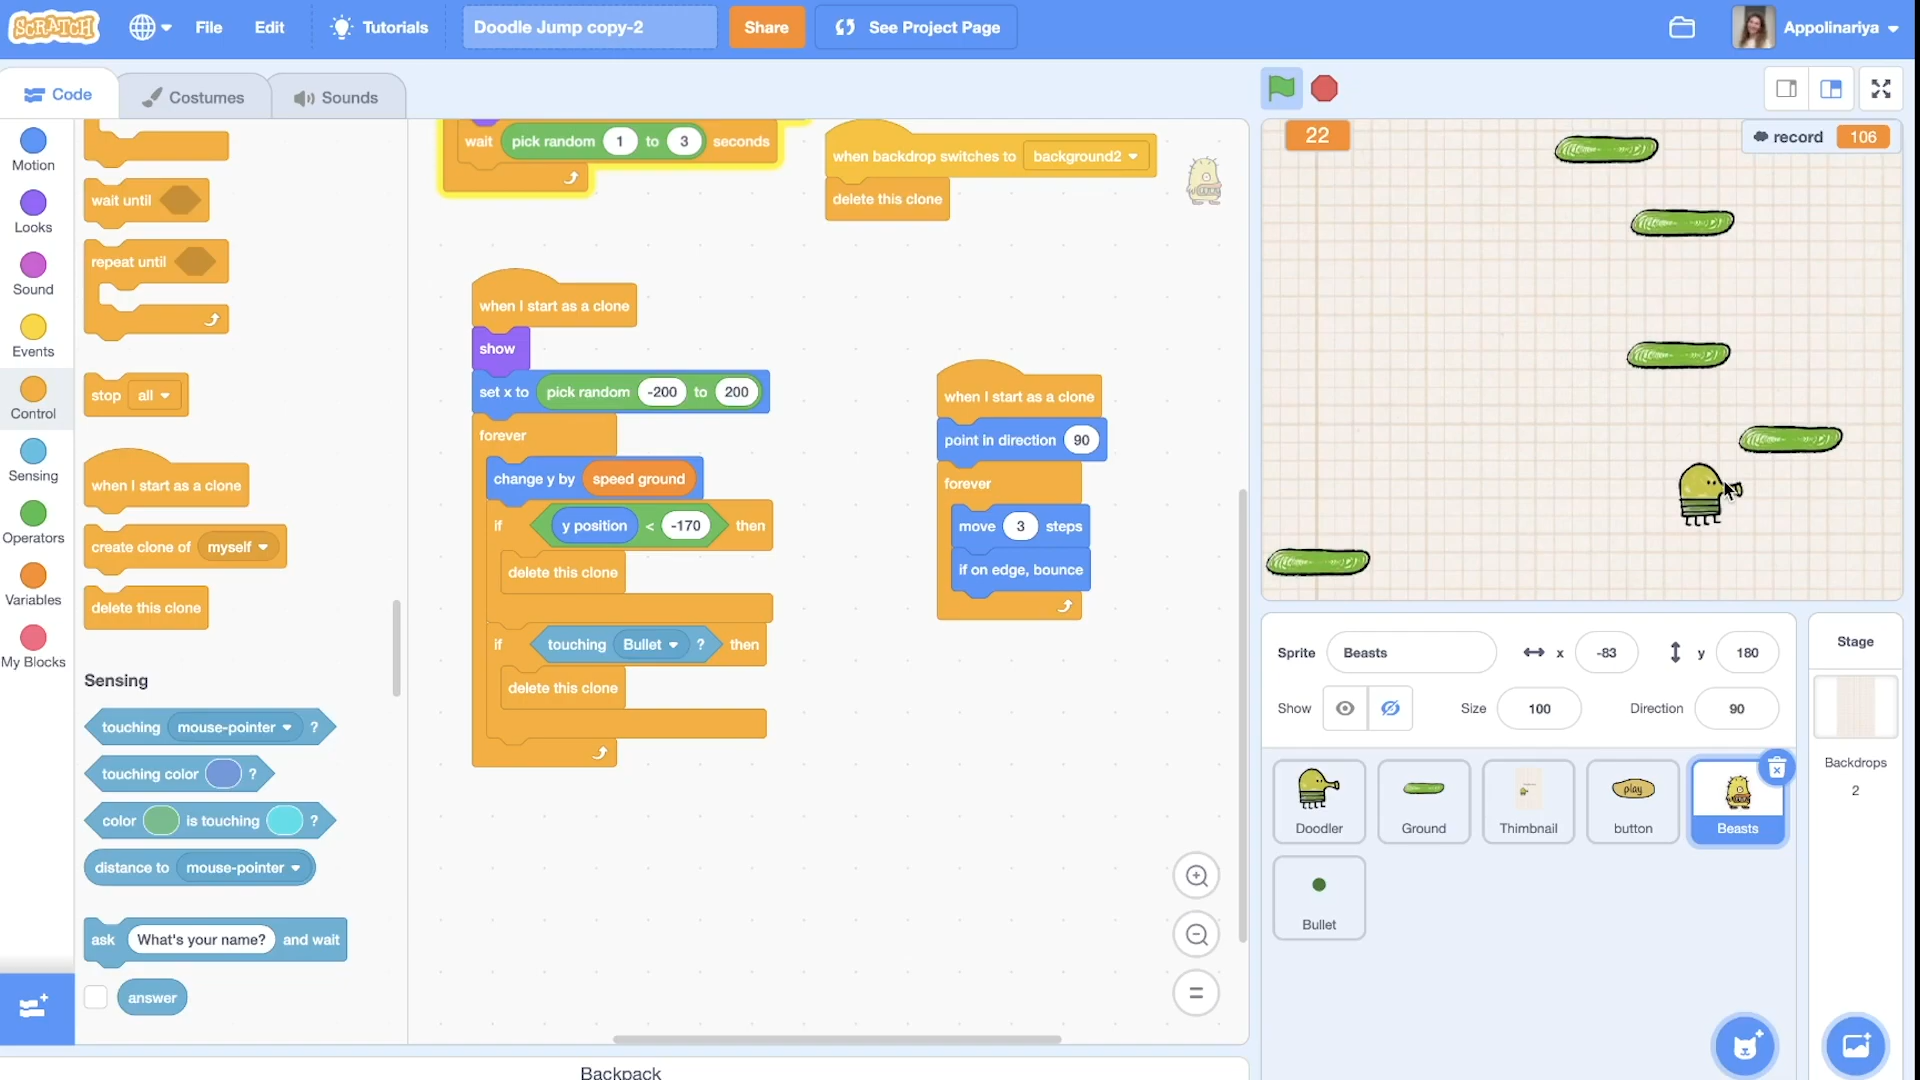 SCRATCH File Edit Tutorials Doodle Jump copy-2 Share See Project Page Appolinariya
Code Costumes Sounds
Motion
Looks
Sound
Events
Control
Sensing
Operators
Variables
My Blocks
wait until
repeat until
stop all
when I start as a clone
create clone of myself
delete this clone
Sensing
touching mouse-pointer ?
touching color ?
color is touching ?
distance to mouse-pointer
ask What's your name? and wait
answer
wait pick random 1 to 3 seconds
when backdrop switches to background2
delete this clone
when I start as a clone
show
set x to pick random -200 to 200
forever
change y by speed ground
if y position < -170 then
delete this clone
if touching Bullet ? then
delete this clone
when I start as a clone
point in direction 90
forever
move 3 steps
if on edge, bounce
Backpack
22
record 106
Sprite Beasts x -83 y 180
Show Size 100 Direction 90
Doodler
Ground
Thimbnail
play
button
Beasts
Bullet
Stage
Backdrops
2